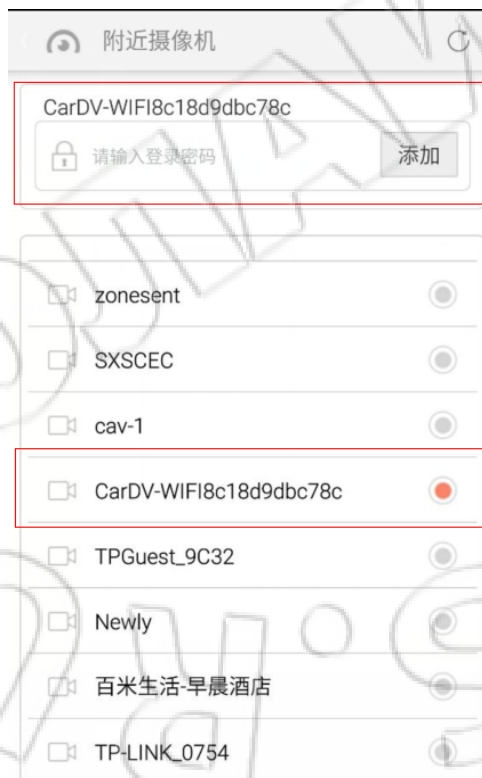 附近摄像机
CarDV-WIFI8c18d9dbc78c
请输入登录密码
添加
zonesent
SXSCEC
cav-1
CarDV-WIFI8c18d9dbc78c
TPGuest_9C32
Newly
百米生活-早晨酒店
TP-LINK_0754